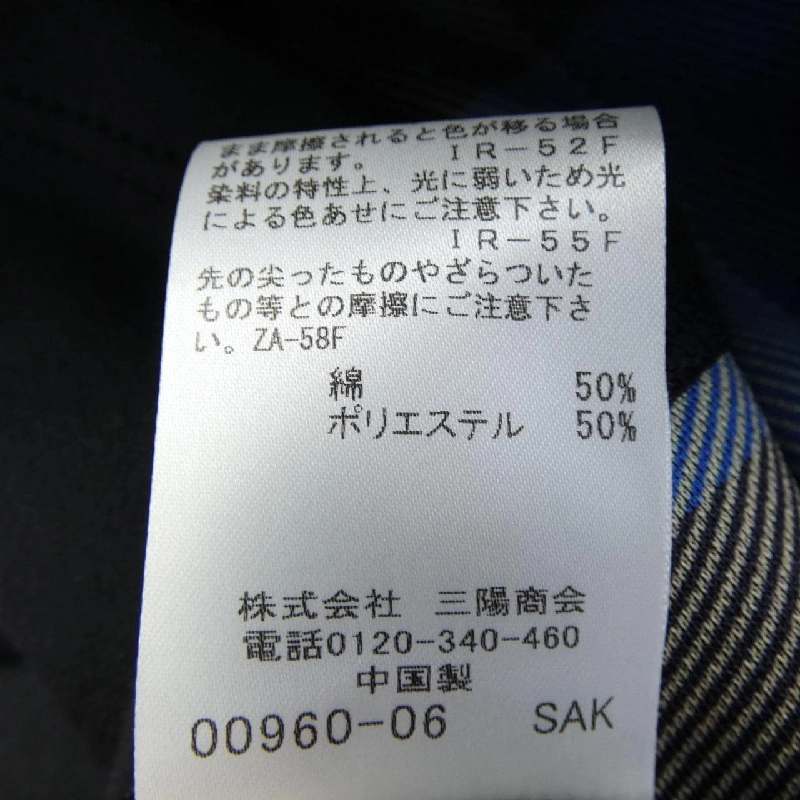 まま摩擦されると色が移る場合
があります。 IR-52F
染料の特性上、光に弱いため光
による色あせにご注意下さい。
IR-55F
先の尖ったものやざらついた
もの等との摩擦にご注意下さ
い。ZA-58F
綿 50%
ポリエステル 50%
株式会社 三陽商会
電話0120-340-460
中国製
00960-06 SAK